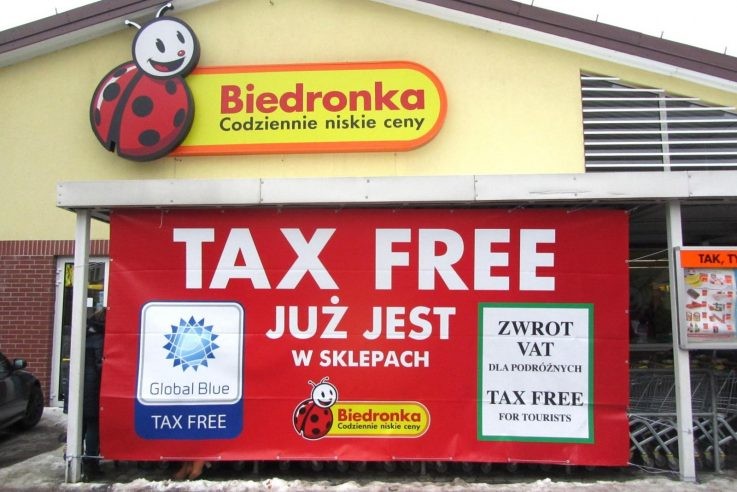 Biedronka
Codziennie niskie ceny
TAX FREE
JUŻ JEST
W SKLEPACH
Global Blue
TAX FREE
Biedronka
Codziennie niskie ceny
ZWROT
VAT
DLA PODRÓŻNYCH
TAX FREE
FOR TOURISTS
TAK,